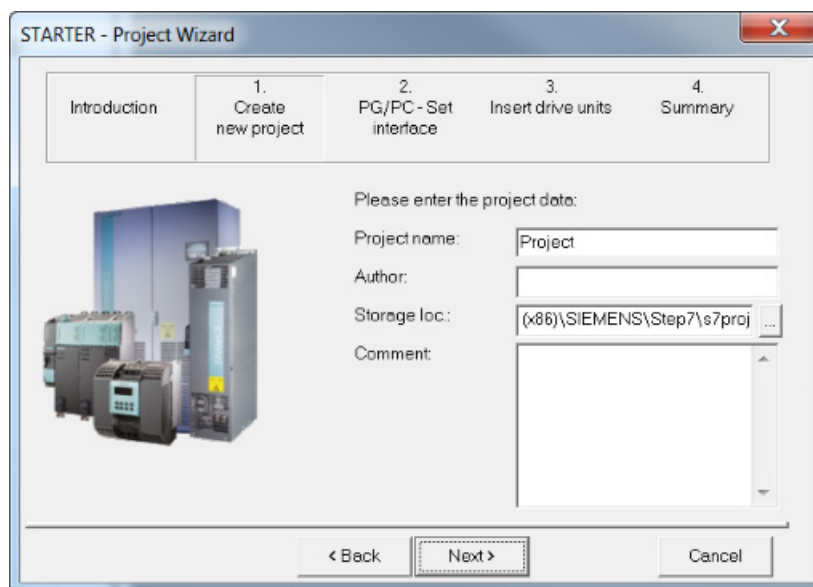 STARTER - Project Wizard
Introduction
1.
Create
new project
2.
PG/PC - Set
interface
3.
Insert drive units
4.
Summary
Please enter the project data:
Project name:
Project
Author:
Storage loc.:
(x86)\SIEMENS\Step7\s7proj
...
Comment:
< Back
Next >
Cancel